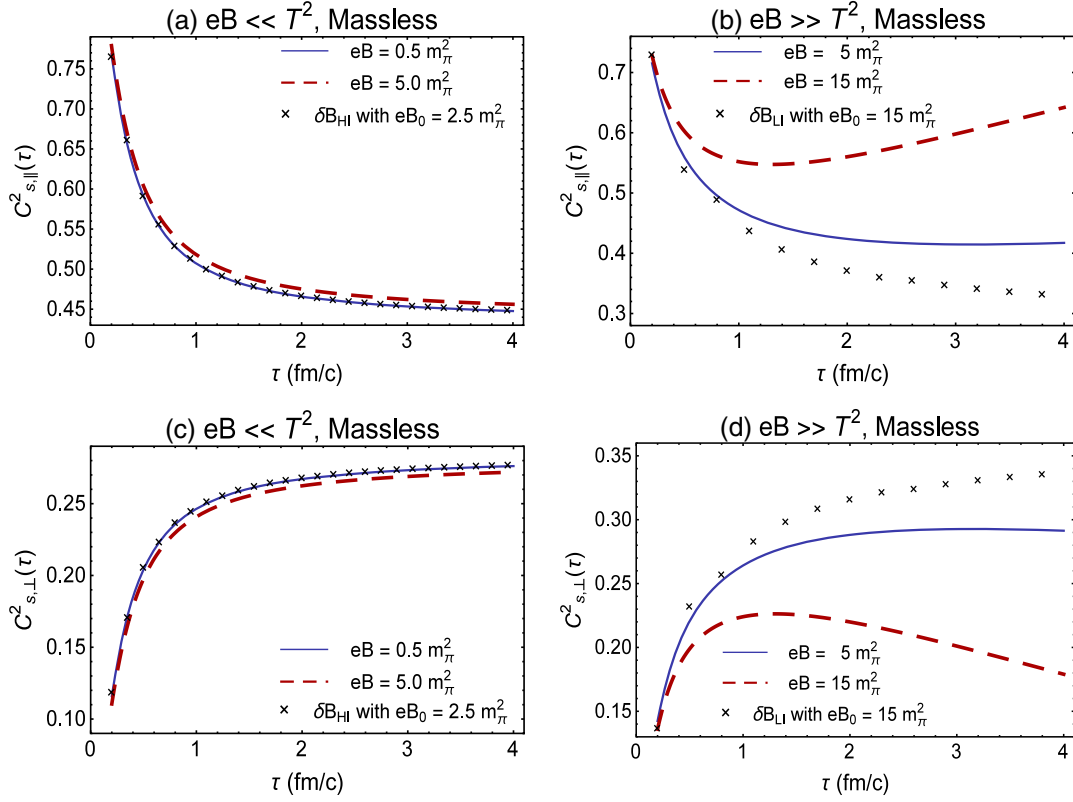 (a) eB << T², Massless
eB = 0.5 m²π
eB = 5.0 m²π
δB_HI with eB₀ = 2.5 m²π
C²s,||(τ)
0.75
0.70
0.65
0.60
0.55
0.50
0.45
0 1 2 3 4
τ (fm/c)
(b) eB >> T², Massless
eB = 5 m²π
eB = 15 m²π
δB_LI with eB₀ = 15 m²π
C²s,||(τ)
0.7
0.6
0.5
0.4
0.3
0 1 2 3 4
τ (fm/c)
(c) eB << T², Massless
C²s,⊥(τ)
0.25
0.20
0.15
0.10
eB = 0.5 m²π
eB = 5.0 m²π
δB_HI with eB₀ = 2.5 m²π
0 1 2 3 4
τ (fm/c)
(d) eB >> T², Massless
C²s,⊥(τ)
0.35
0.30
0.25
0.20
0.15
eB = 5 m²π
eB = 15 m²π
δB_LI with eB₀ = 15 m²π
0 1 2 3 4
τ (fm/c)